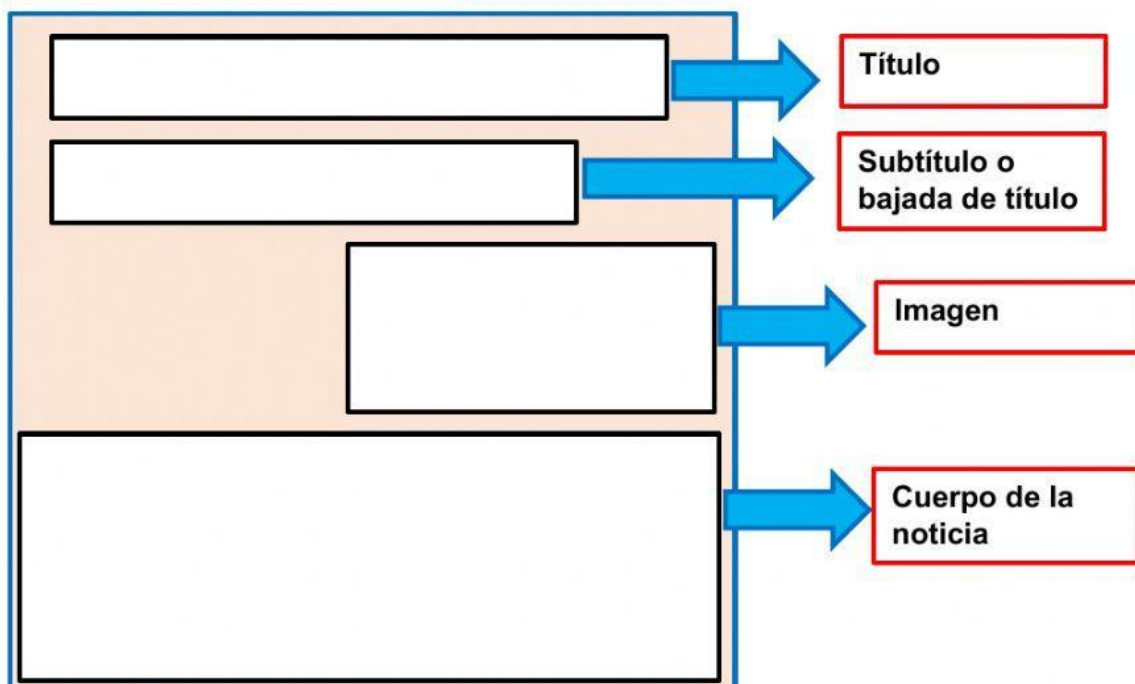 Título
Subtítulo o
bajada de título
Imagen
Cuerpo de la
noticia